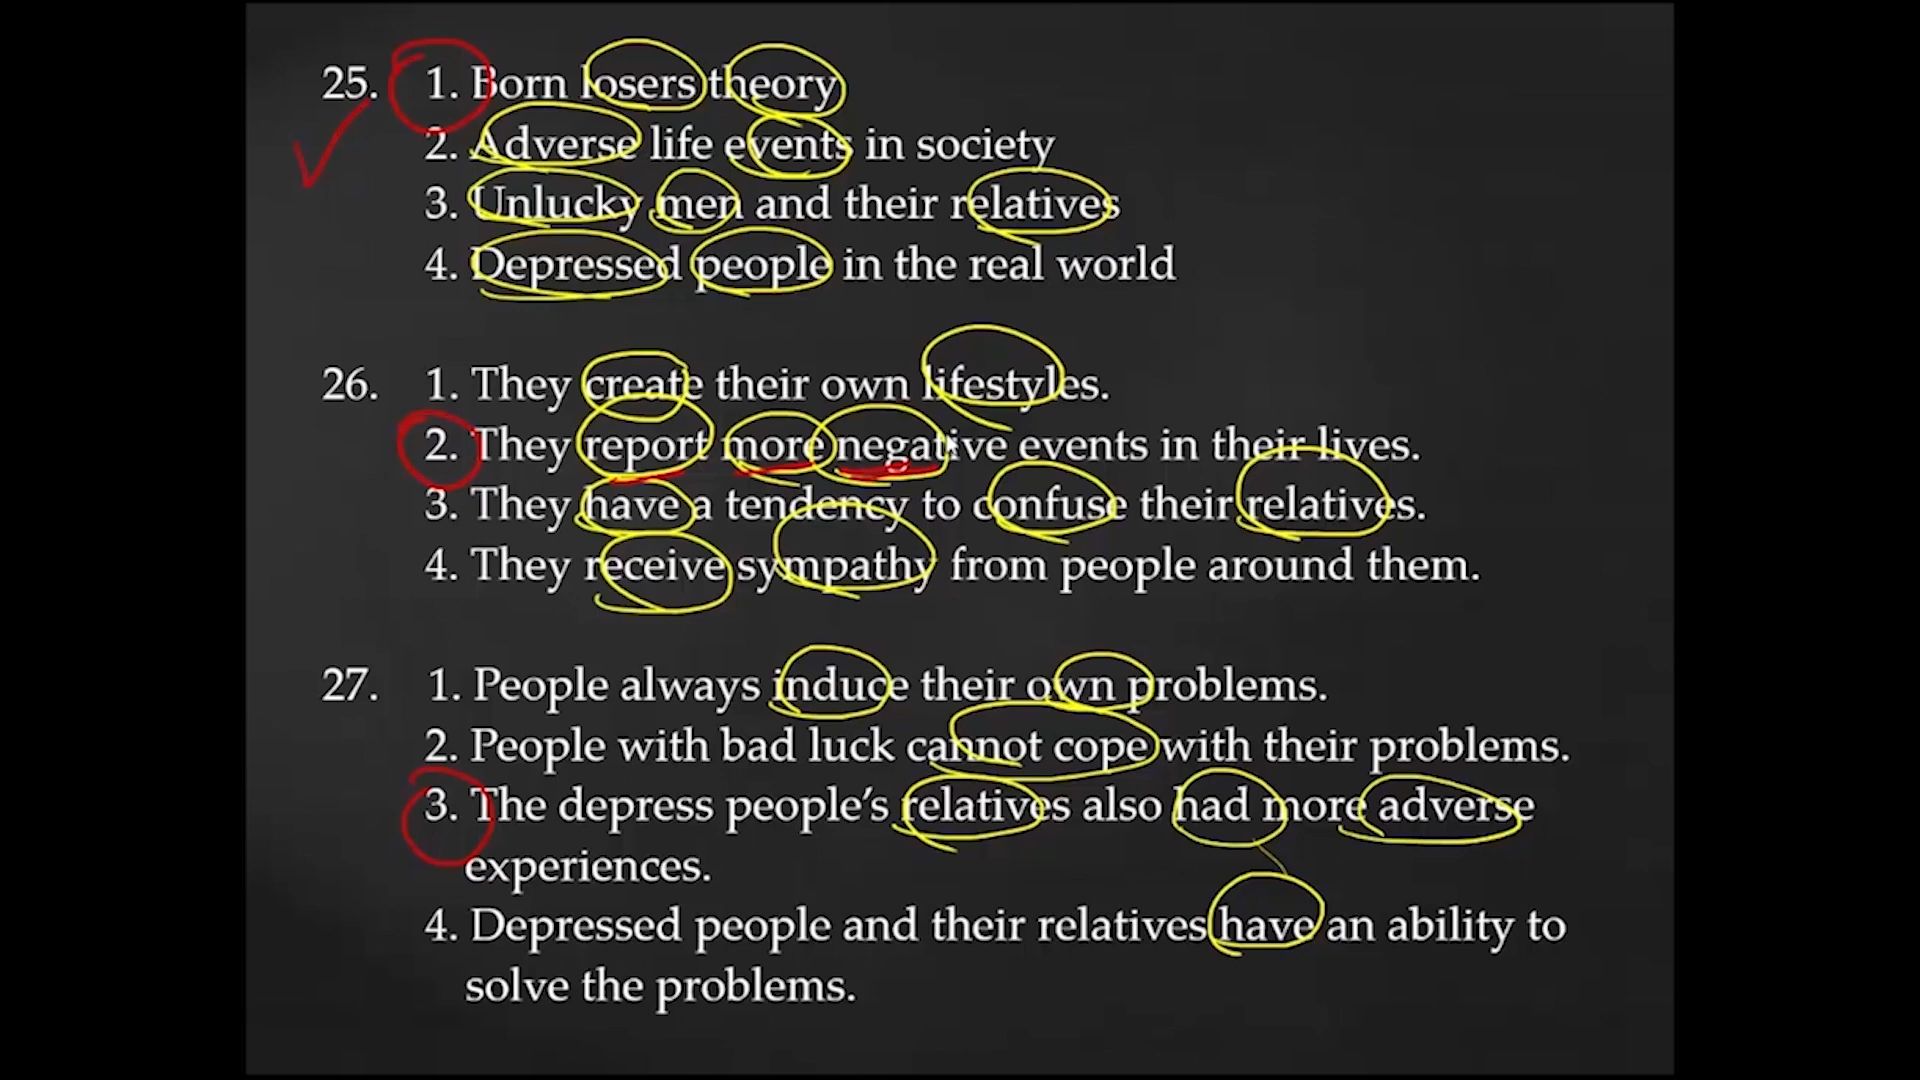 25. 1. Born losers theory
2. Adverse life events in society
3. Unlucky men and their relatives
4. Depressed people in the real world
26. 1. They create their own lifestyles.
2. They report more negative events in their lives.
3. They have a tendency to confuse their relatives.
4. They receive sympathy from people around them.
27. 1. People always induce their own problems.
2. People with bad luck cannot cope with their problems.
3. The depress people’s relatives also had more adverse
experiences.
4. Depressed people and their relatives have an ability to
solve the problems.